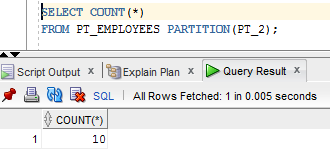 SELECT COUNT(*)
FROM PT_EMPLOYEES PARTITION(PT_2);
Script Output x Explain Plan x Query Result x
SQL | All Rows Fetched: 1 in 0.005 seconds
COUNT(*)
1 10